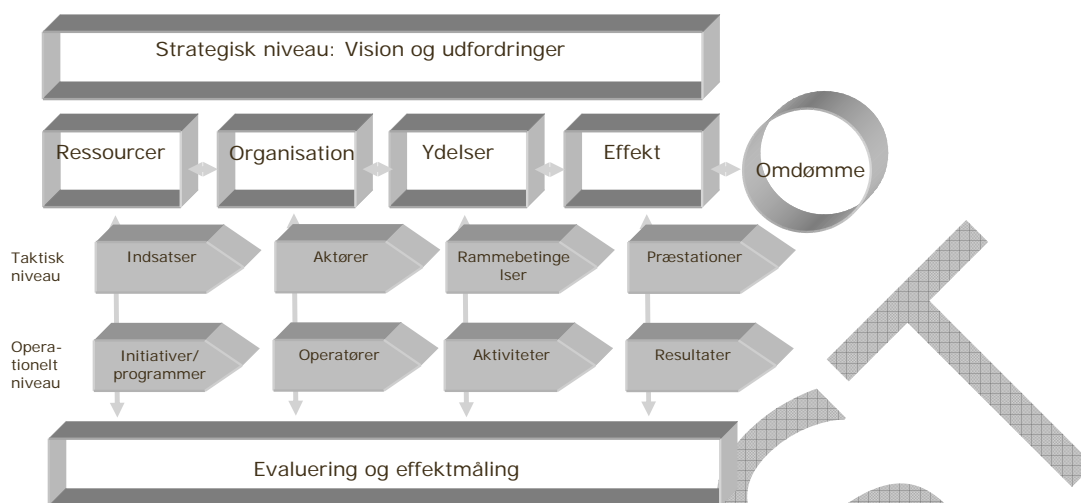 Strategisk niveau: Vision og udfordringer
Ressourcer
Organisation
Ydelser
Effekt
Omdømme
Taktisk
niveau
Indsatser
Aktører
Rammebetinge
lser
Præstationer
Opera-
tionelt
niveau
Initiativer/
programmer
Operatører
Aktiviteter
Resultater
Evaluering og effektmåling